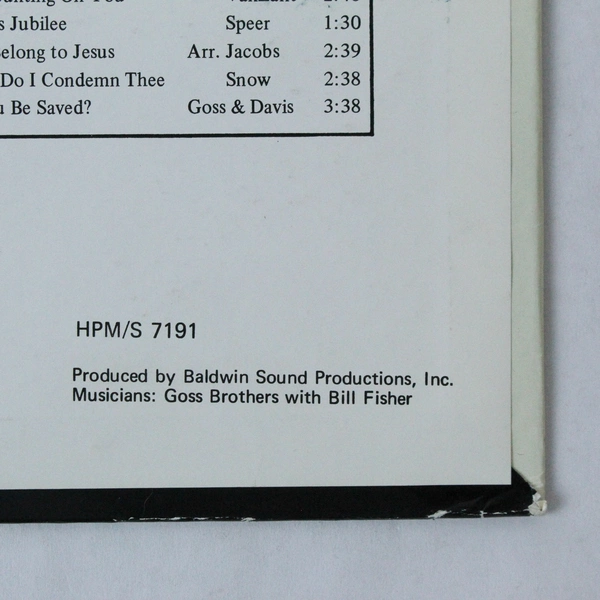 s Jubilee Speer 1:30
Belong to Jesus Arr. Jacobs 2:39
Do I Condemn Thee Snow 2:38
u Be Saved? Goss & Davis 3:38
HPM/S 7191
Produced by Baldwin Sound Productions, Inc.
Musicians: Goss Brothers with Bill Fisher